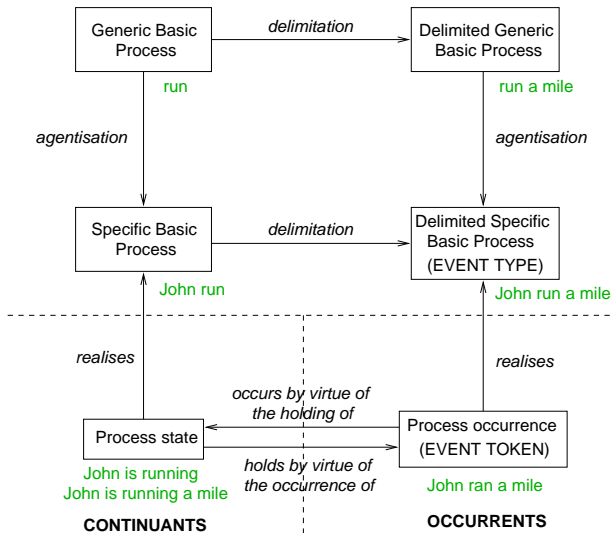 Generic Basic
Process
delimitation
Delimited Generic
Basic Process
run
run a mile
agentisation
agentisation
Specific Basic
Process
delimitation
Delimited Specific
Basic Process
(EVENT TYPE)
John run
John run a mile
realises
realises
occurs by virtue of
the holding of
Process state
Process occurrence
(EVENT TOKEN)
holds by virtue of
the occurrence of
John is running
John is running a mile
John ran a mile
CONTINUANTS
OCCURRENTS